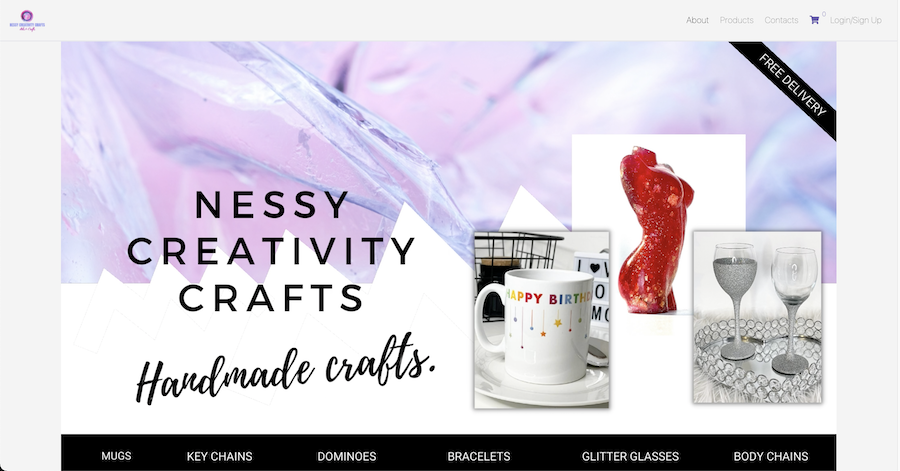 NESSY CREATIVITY CRAFTS
About Products Contacts 0 Login/Sign Up
FREE DELIVERY
NESSY
CREATIVITY
CRAFTS
Handmade crafts.
HAPPY BIRTHD
I ♥
MUGS KEY CHAINS DOMINOES BRACELETS GLITTER GLASSES BODY CHAINS